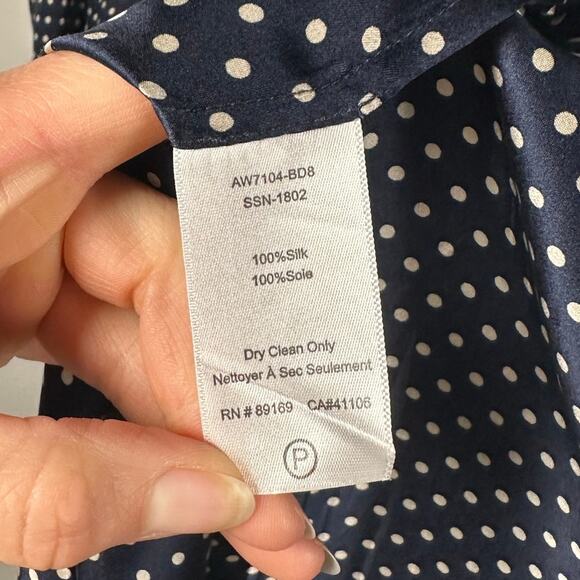 AW7104-BD8
SSN-1802
100%Silk
100%Soie
Dry Clean Only
Nettoyer À Sec Seulement
RN # 89169 CA#41106
P